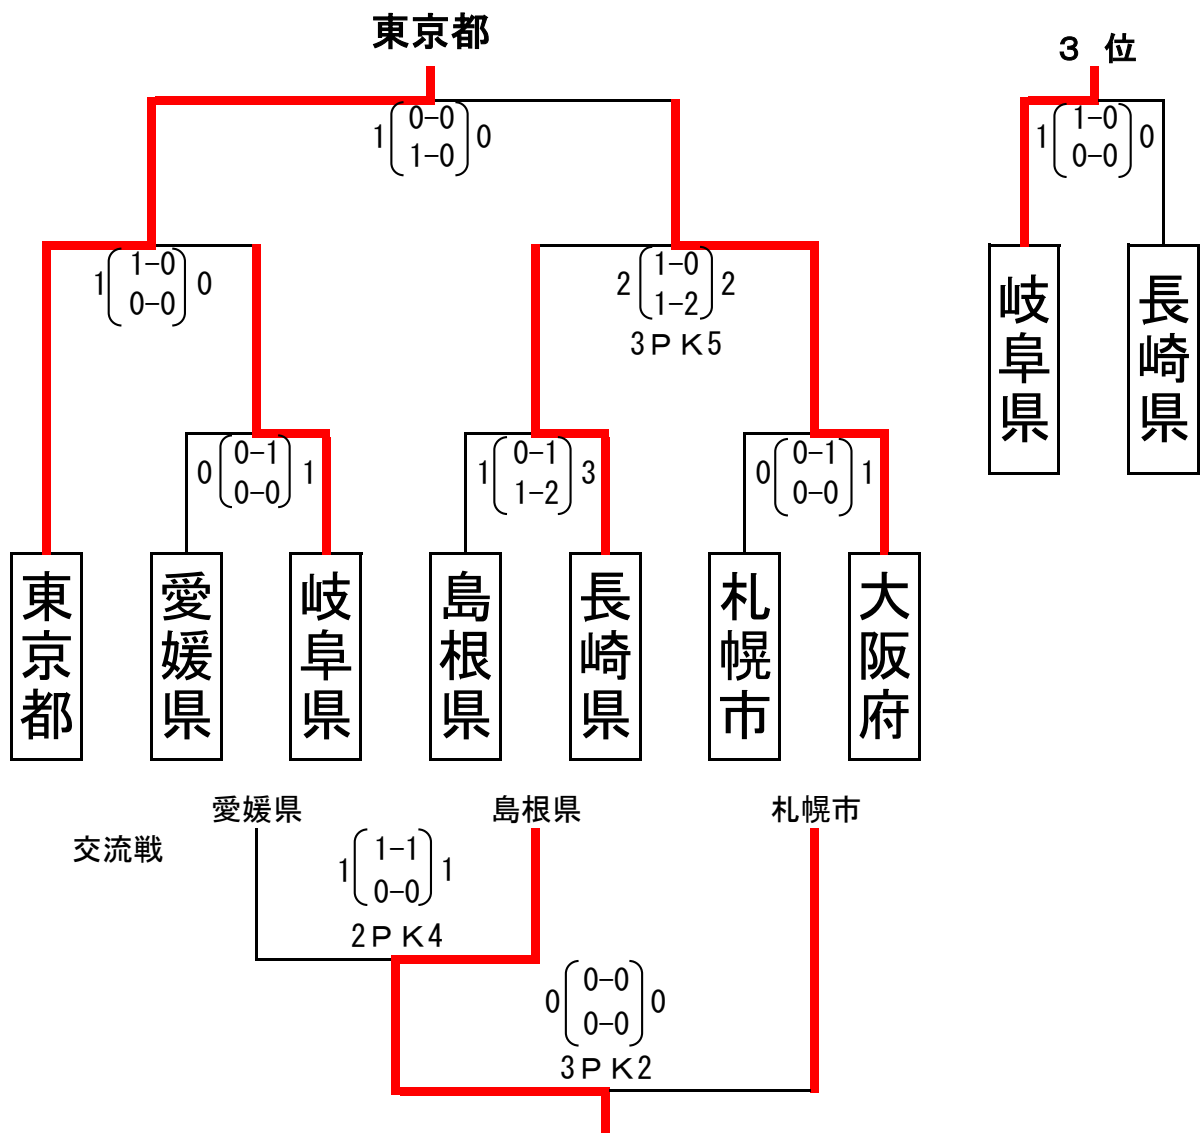 東京都
３　位
1 0-0 0
1-0
1 1-0 0
0-0
1 1-0 0
0-0
2 1-0 2
1-2
3ＰＫ5
岐阜県
長崎県
0 0-1 1
0-0
1 0-1 3
1-2
0 0-1 1
0-0
東京都
愛媛県
岐阜県
島根県
長崎県
札幌市
大阪府
愛媛県
島根県
札幌市
交流戦
1 1-1 1
0-0
2ＰＫ4
0 0-0 0
0-0
3ＰＫ2